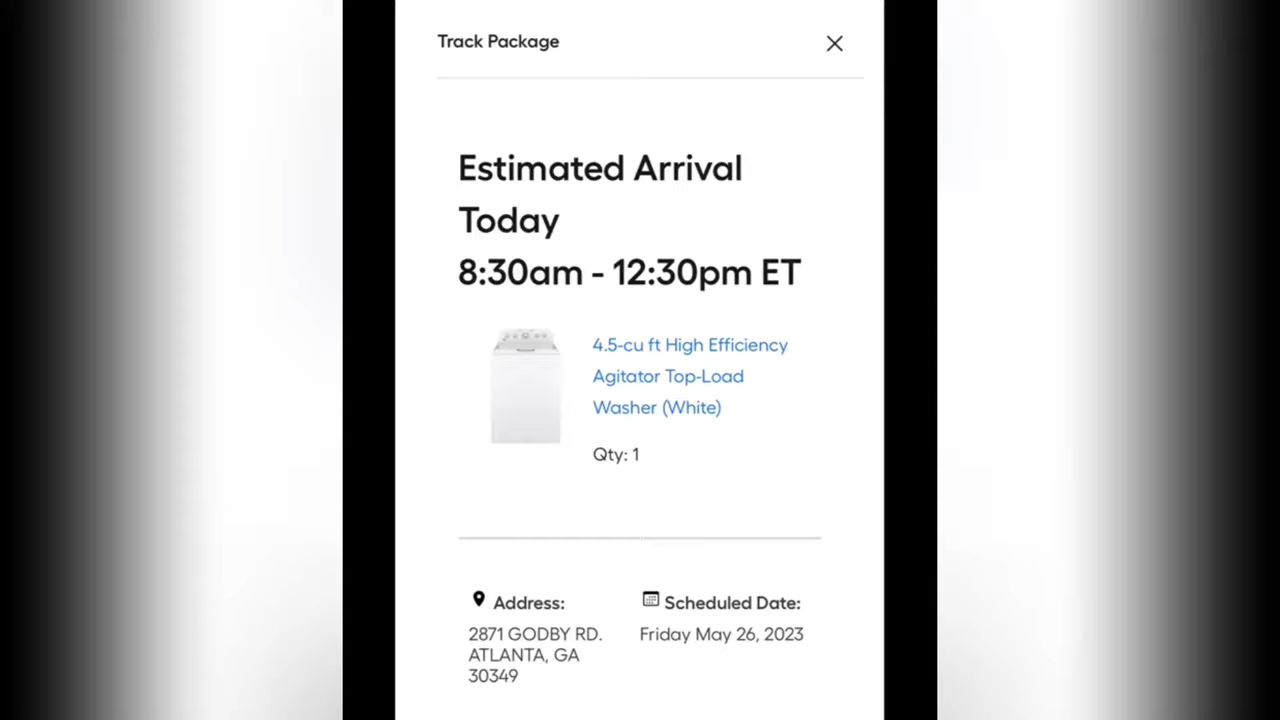 Track Package
Estimated Arrival
Today
8:30am - 12:30pm ET
4.5-cu ft High Efficiency
Agitator Top-Load
Washer (White)
Qty: 1
Address:
2871 GODBY RD.
ATLANTA, GA
30349
Scheduled Date:
Friday May 26, 2023